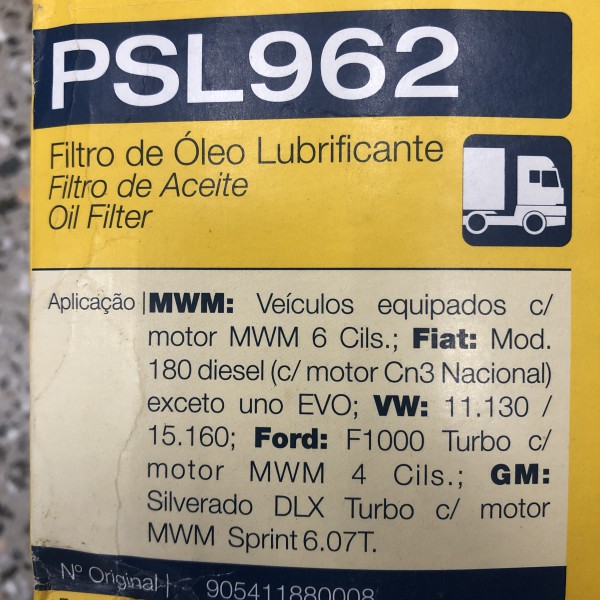 PSL962
Filtro de Óleo Lubrificante
Filtro de Aceite
Oil Filter
Aplicação | MWM: Veículos equipados c/
motor MWM 6 Cils.; Fiat: Mod.
180 diesel (c/ motor Cn3 Nacional)
exceto uno EVO; VW: 11.130 /
15.160; Ford: F1000 Turbo c/
motor MWM 4 Cils.; GM:
Silverado DLX Turbo c/ motor
MWM Sprint 6.07T.
Nº Original | 905411880008